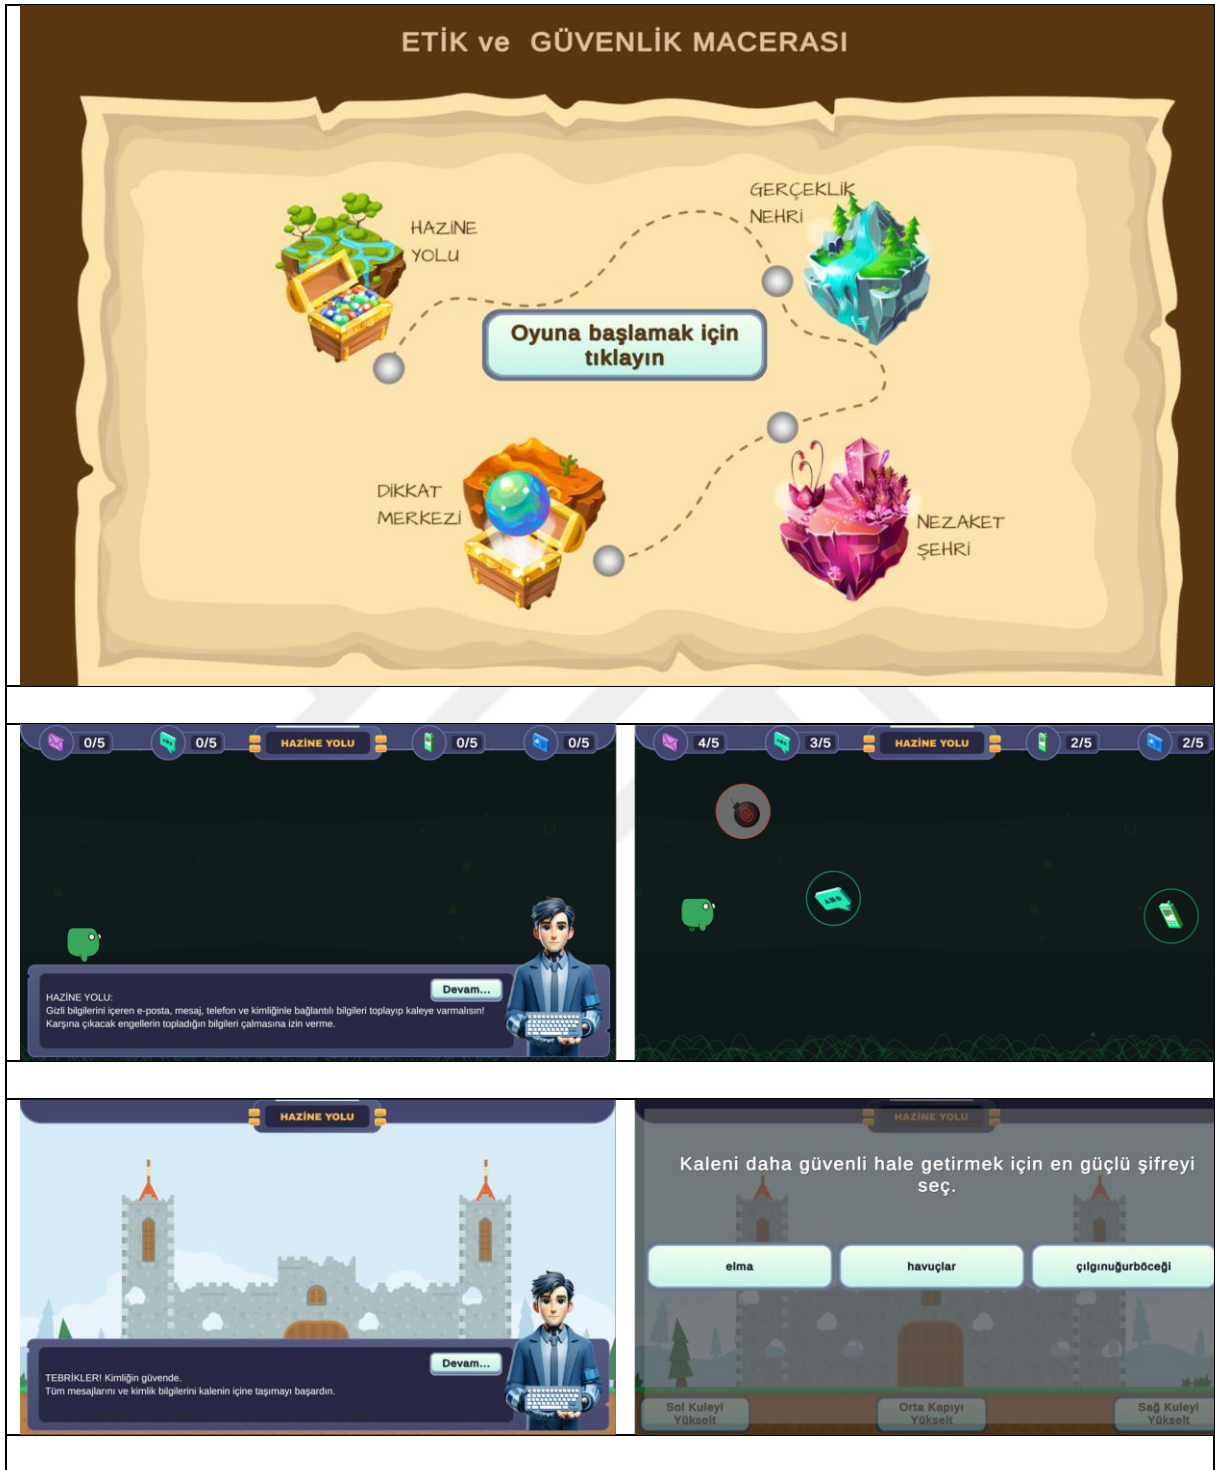 ETİK ve GÜVENLİK MACERASI
HAZİNE
YOLU
GERÇEKLİK
NEHRİ
Oyuna başlamak için
tıklayın
DİKKAT
MERKEZİ
NEZAKET
ŞEHRİ
0/5 0/5 HAZİNE YOLU 0/5 0/5
Devam...
HAZİNE YOLU:
Gizli bilgilerini içeren e-posta, mesaj, telefon ve kimliğinle bağlantılı bilgileri toplayıp kaleye varmalısın!
Karşına çıkacak engellerin topladığın bilgileri çalmasına izin verme.
4/5 3/5 HAZİNE YOLU 2/5 2/5
HAZİNE YOLU
Devam...
TEBRİKLER! Kimliğin güvende.
Tüm mesajlarını ve kimlik bilgilerini kalenin içine taşımayı başardın.
HAZİNE YOLU
Kaleni daha güvenli hale getirmek için en güçlü şifreyi
seç.
elma havuçlar çılgınuğurböceği
Sol Kuleyi
Yükselt
Orta Kapıyı
Yükselt
Sağ Kuleyi
Yükselt